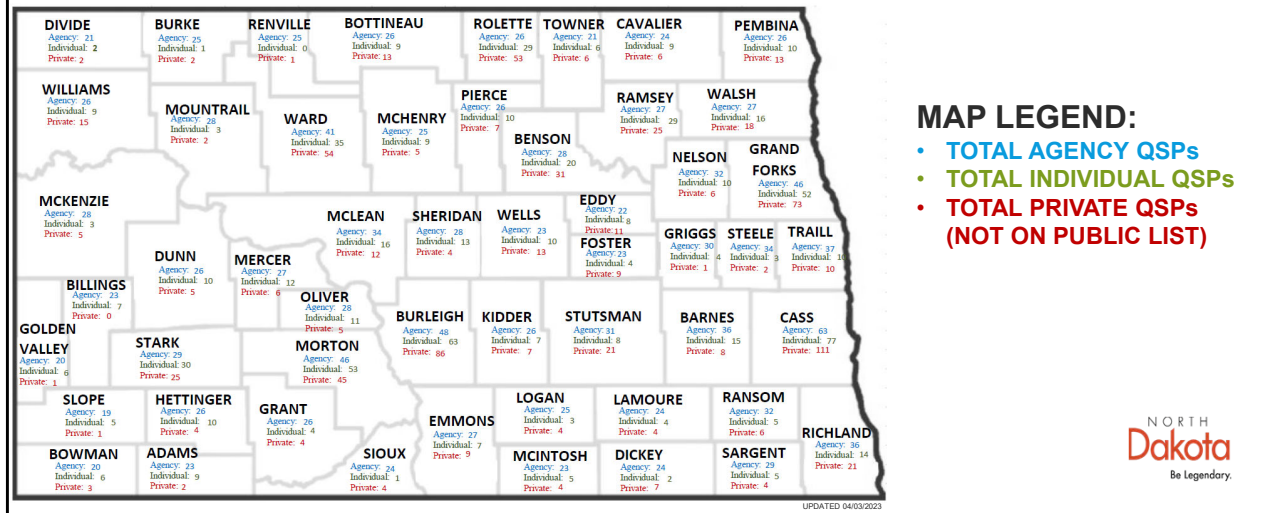 DIVIDE
Agency: 21
Individual: 2
Private: 2
BURKE
Agency: 25
Individual: 1
Private: 2
RENVILLE
Agency: 25
Individual: 0
Private: 1
BOTTINEAU
Agency: 26
Individual: 9
Private: 13
ROLETTE
Agency: 26
Individual: 29
Private: 53
TOWNER
Agency: 21
Individual: 6
Private: 6
CAVALIER
Agency: 24
Individual: 9
Private: 6
PEMBINA
Agency: 26
Individual: 10
Private: 13
WILLIAMS
Agency: 26
Individual: 9
Private: 15
MOUNTRAIL
Agency: 28
Individual: 3
Private: 2
WARD
Agency: 41
Individual: 35
Private: 54
MCHENRY
Agency: 25
Individual: 9
Private: 5
PIERCE
Agency: 26
Individual: 10
Private: 7
BENSON
Agency: 28
Individual: 20
Private: 31
RAMSEY
Agency: 27
Individual: 29
Private: 25
WALSH
Agency: 27
Individual: 16
Private: 18
NELSON
Agency: 32
Individual: 10
Private: 6
GRAND
FORKS
Agency: 46
Individual: 52
Private: 73
MCKENZIE
Agency: 28
Individual: 3
Private: 5
DUNN
Agency: 26
Individual: 10
Private: 5
MERCER
Agency: 27
Individual: 12
Private: 6
MCLEAN
Agency: 34
Individual: 16
Private: 12
SHERIDAN
Agency: 28
Individual: 13
Private: 4
WELLS
Agency: 23
Individual: 10
Private: 13
EDDY
Agency: 22
Individual: 8
Private: 11
FOSTER
Agency: 23
Individual: 4
Private: 9
GRIGGS
Agency: 30
Individual: 4
Private: 1
STEELE
Agency: 34
Individual: 3
Private: 2
TRAILL
Agency: 37
Individual:
Private: 10
BILLINGS
Agency: 23
Individual: 7
Private: 0
GOLDEN
VALLEY
Agency: 20
Individual: 6
Private: 1
STARK
Agency: 29
Individual: 30
Private: 25
OLIVER
Agency: 28
Individual: 11
Private: 5
MORTON
Agency: 46
Individual: 53
Private: 45
BURLEIGH
Agency: 48
Individual: 63
Private: 86
KIDDER
Agency: 26
Individual: 7
Private: 7
STUTSMAN
Agency: 31
Individual: 8
Private: 21
BARNES
Agency: 36
Individual: 15
Private: 8
CASS
Agency: 63
Individual: 77
Private: 111
SLOPE
Agency: 19
Individual: 5
Private: 1
HETTINGER
Agency: 26
Individual: 10
Private: 4
GRANT
Agency: 26
Individual: 4
Private: 4
EMMONS
Agency: 27
Individual: 7
Private: 9
LOGAN
Agency: 25
Individual: 3
Private: 4
LAMOURE
Agency: 24
Individual: 4
Private: 4
RANSOM
Agency: 32
Individual: 5
Private: 6
RICHLAND
Agency: 36
Individual: 14
Private: 21
BOWMAN
Agency: 20
Individual: 6
Private: 3
ADAMS
Agency: 23
Individual: 9
Private: 2
SIOUX
Agency: 24
Individual: 1
Private: 4
MCINTOSH
Agency: 23
Individual: 5
Private: 4
DICKEY
Agency: 24
Individual: 2
Private: 7
SARGENT
Agency: 29
Individual: 5
Private: 4
UPDATED 04/03/2023
MAP LEGEND:
• TOTAL AGENCY QSPs
• TOTAL INDIVIDUAL QSPs
• TOTAL PRIVATE QSPs
(NOT ON PUBLIC LIST)
NORTH
Dakota
Be Legendary.